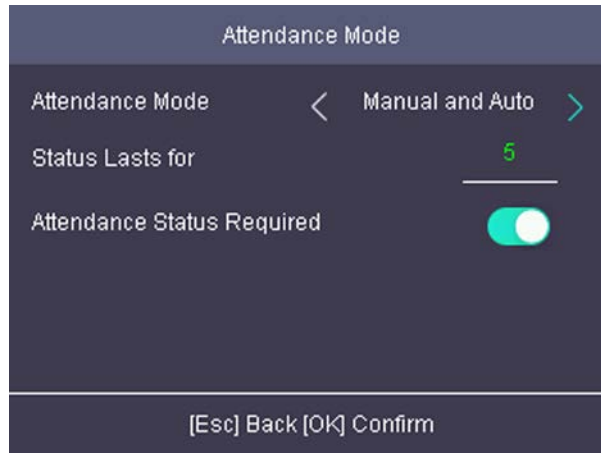 Attendance Mode
Attendance Mode < Manual and Auto >
Status Lasts for 5
Attendance Status Required
[Esc] Back [OK] Confirm